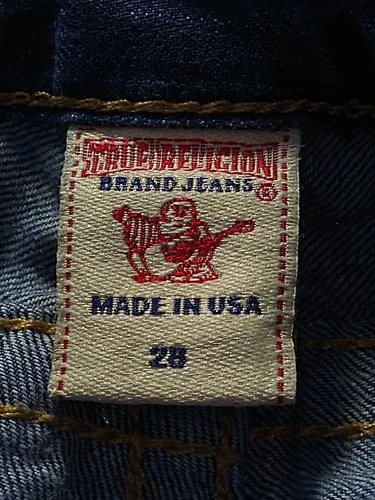 TRUE RELIGION
BRAND JEANS
®
MADE IN USA
28